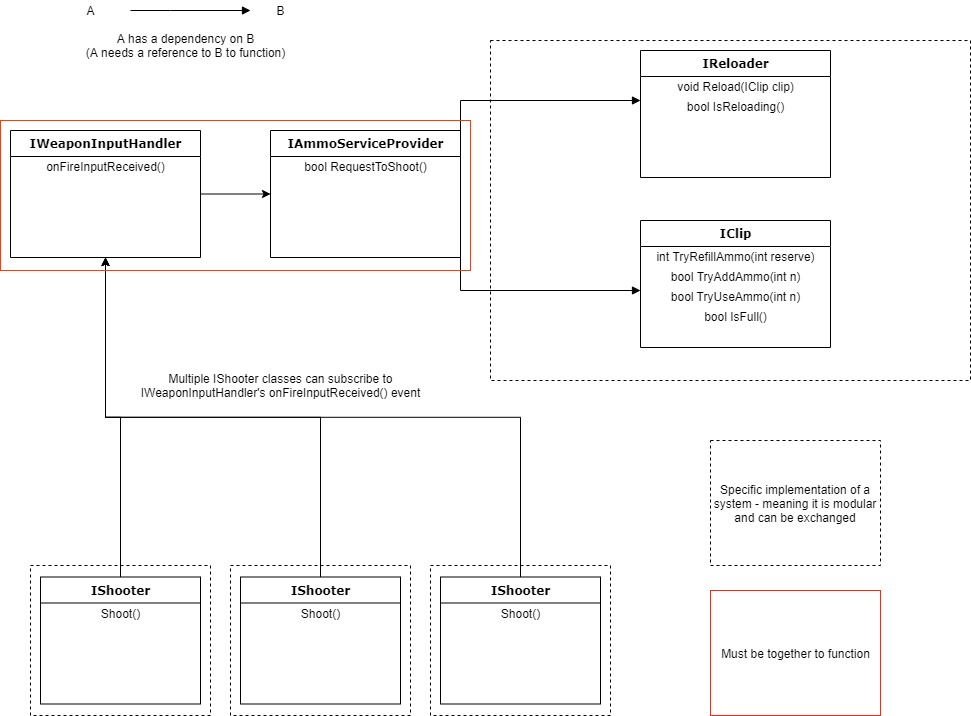 A
B
A has a dependency on B
(A needs a reference to B to function)
IReloader
void Reload(IClip clip)
bool IsReloading()
IWeaponInputHandler
onFireInputReceived()
IAmmoServiceProvider
bool RequestToShoot()
IClip
int TryRefillAmmo(int reserve)
bool TryAddAmmo(int n)
bool TryUseAmmo(int n)
bool IsFull()
Multiple IShooter classes can subscribe to
IWeaponInputHandler's onFireInputReceived() event
Specific implementation of a
system - meaning it is modular
and can be exchanged
IShooter
Shoot()
IShooter
Shoot()
IShooter
Shoot()
Must be together to function